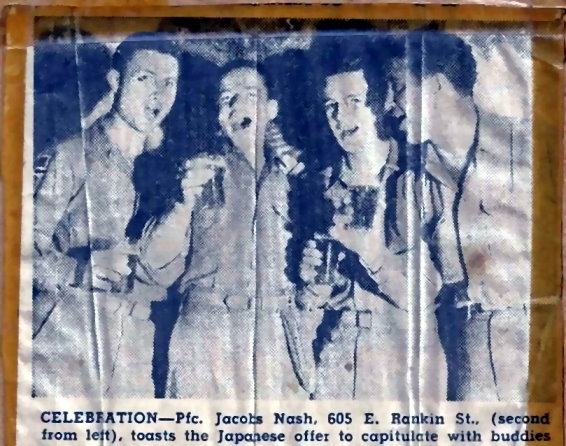 CELEBRATION—Pfc. Jacobs Nash, 605 E. Rankin St., (second
from left), toasts the Japanese offer to capitulate with buddies